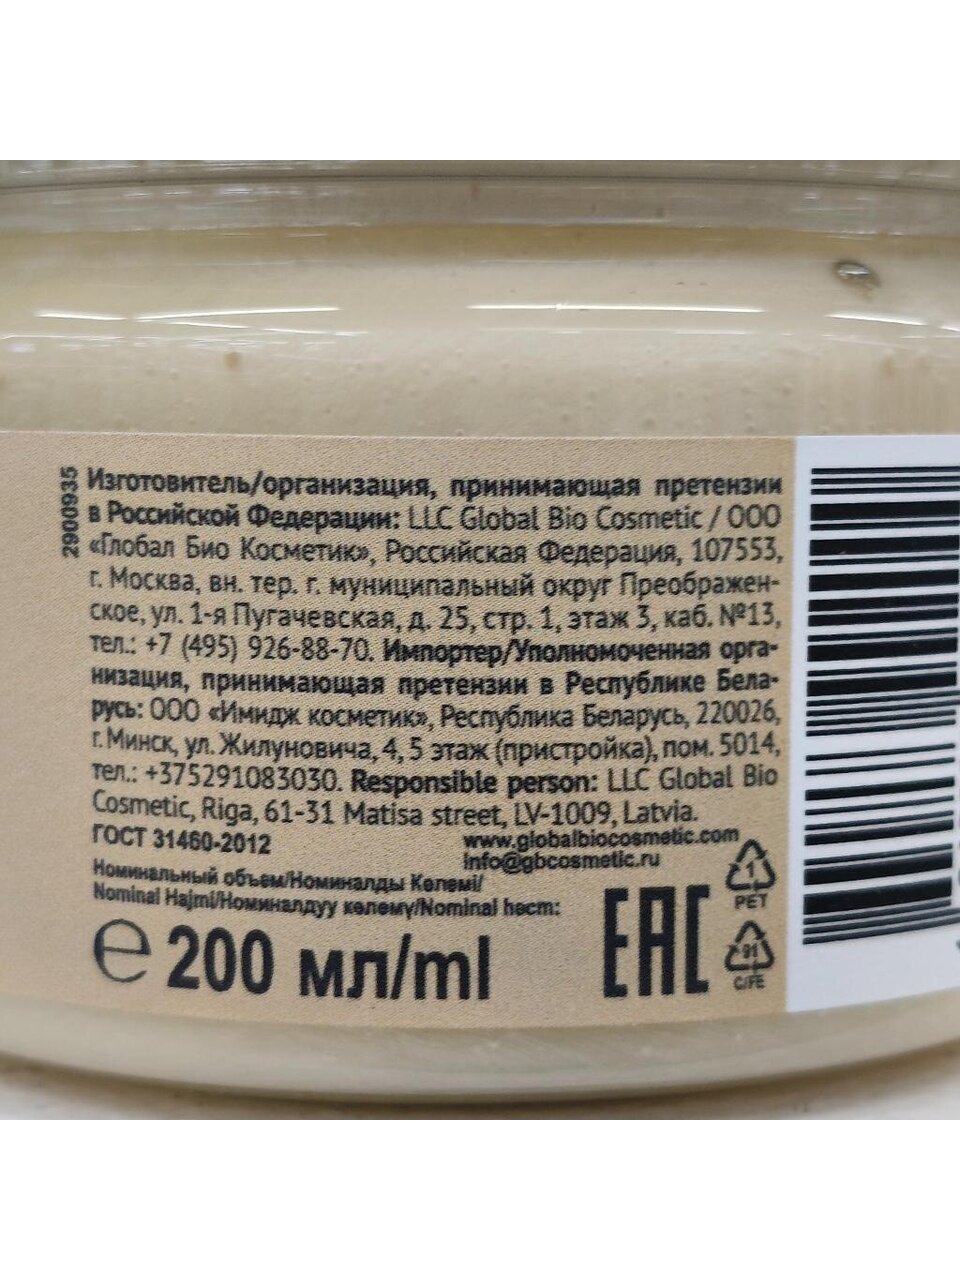 2900935
Изготовитель/организация, принимающая претензии
в Российской Федерации: LLC Global Bio Cosmetic / ООО
«Глобал Био Косметик», Российская Федерация, 107553,
г. Москва, вн. тер. г. муниципальный округ Преображен-
ское, ул. 1-я Пугачевская, д. 25, стр. 1, этаж 3, каб. №13,
тел.: +7 (495) 926-88-70. Импортер/Уполномоченная орга-
низация, принимающая претензии в Республике Бела-
русь: ООО «Имидж косметик», Республика Беларусь, 220026,
г. Минск, ул. Жилуновича, 4, 5 этаж (пристройка), пом. 5014,
тел.: +375291083030. Responsible person: LLC Global Bio
Cosmetic, Riga, 61-31 Matisa street, LV-1009, Latvia.
ГОСТ 31460-2012
www.globalbiocosmetic.com
info@gbcosmetic.ru
Номинальный объем/Номиналды Көлемі/
Nominal Hajmi/Номиналдуу көлөмү/Nominal həcm:
℮ 200 мл/ml
EAC
1
PET
91
C/FE